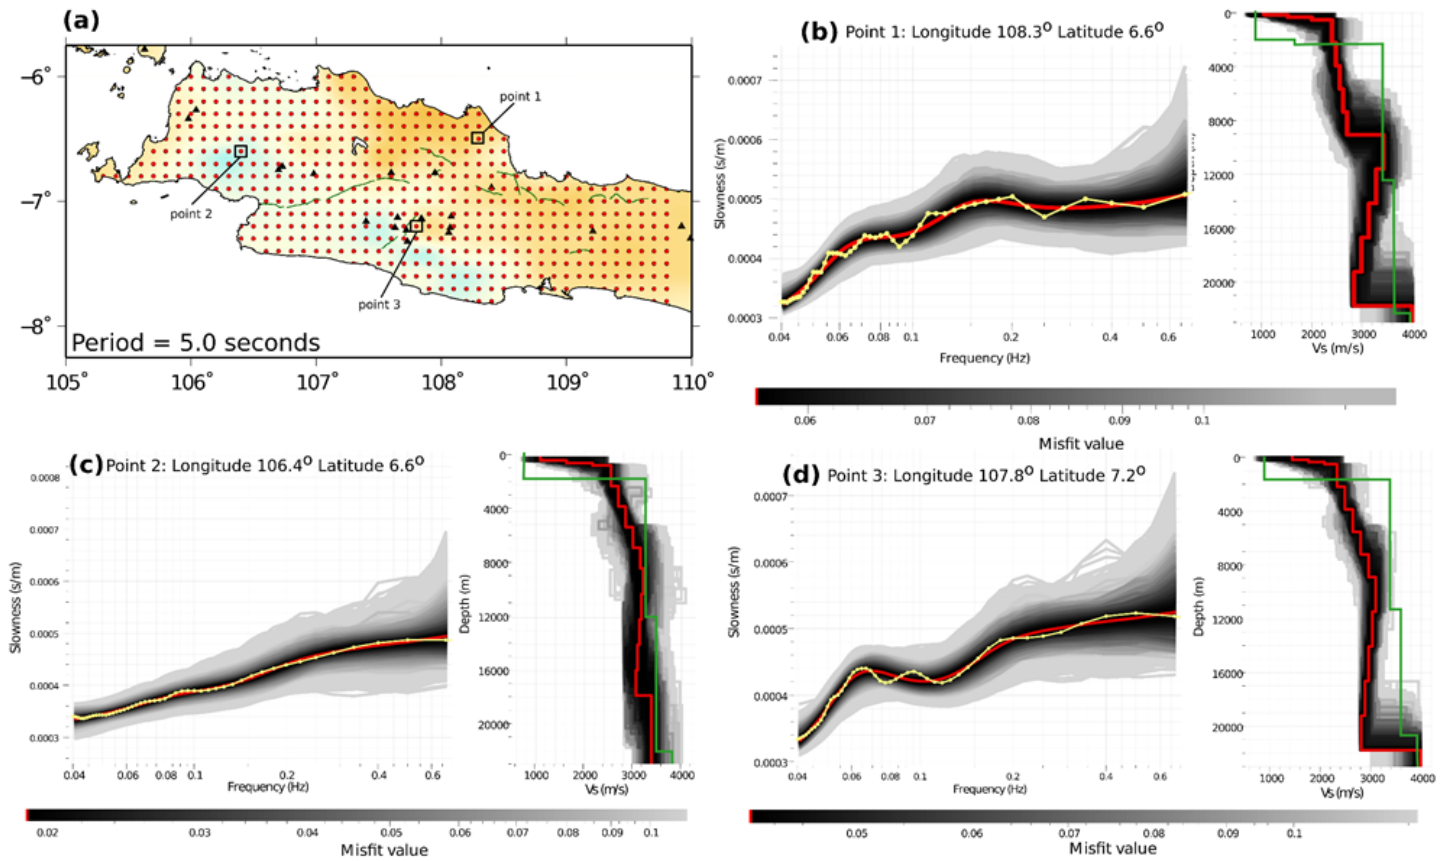 (a)
−6°
−7°
−8°
point 1
point 2
point 3
Period = 5.0 seconds
105° 106° 107° 108° 109° 110°
(b) Point 1: Longitude 108.3° Latitude 6.6°
0.0007
0.0006
0.0005
0.0004
0.0003
Slowness (s/m)
0.04 0.06 0.08 0.1 0.2 0.4 0.6
Frequency (Hz)
0
4000
8000
12000
16000
20000
1000 2000 3000 4000
Vs (m/s)
0.06 0.07 0.08 0.09 0.1
Misfit value
(c) Point 2: Longitude 106.4° Latitude 6.6°
0.0008
0.0007
0.0006
0.0005
0.0004
0.0003
Slowness (s/m)
0.04 0.06 0.08 0.1 0.2 0.4 0.6
Frequency (Hz)
0
4000
8000
12000
16000
20000
Depth (m)
1000 2000 3000 4000
Vs (m/s)
0.02 0.03 0.04 0.05 0.06 0.07 0.08 0.09 0.1
Misfit value
(d) Point 3: Longitude 107.8° Latitude 7.2°
0.0007
0.0006
0.0005
0.0004
0.0003
Slowness (s/m)
0.04 0.06 0.08 0.1 0.2 0.4 0.6
Frequency (Hz)
0
4000
8000
12000
16000
20000
Depth (m)
1000 2000 3000 4000
Vs (m/s)
0.05 0.06 0.07 0.08 0.09 0.1
Misfit value